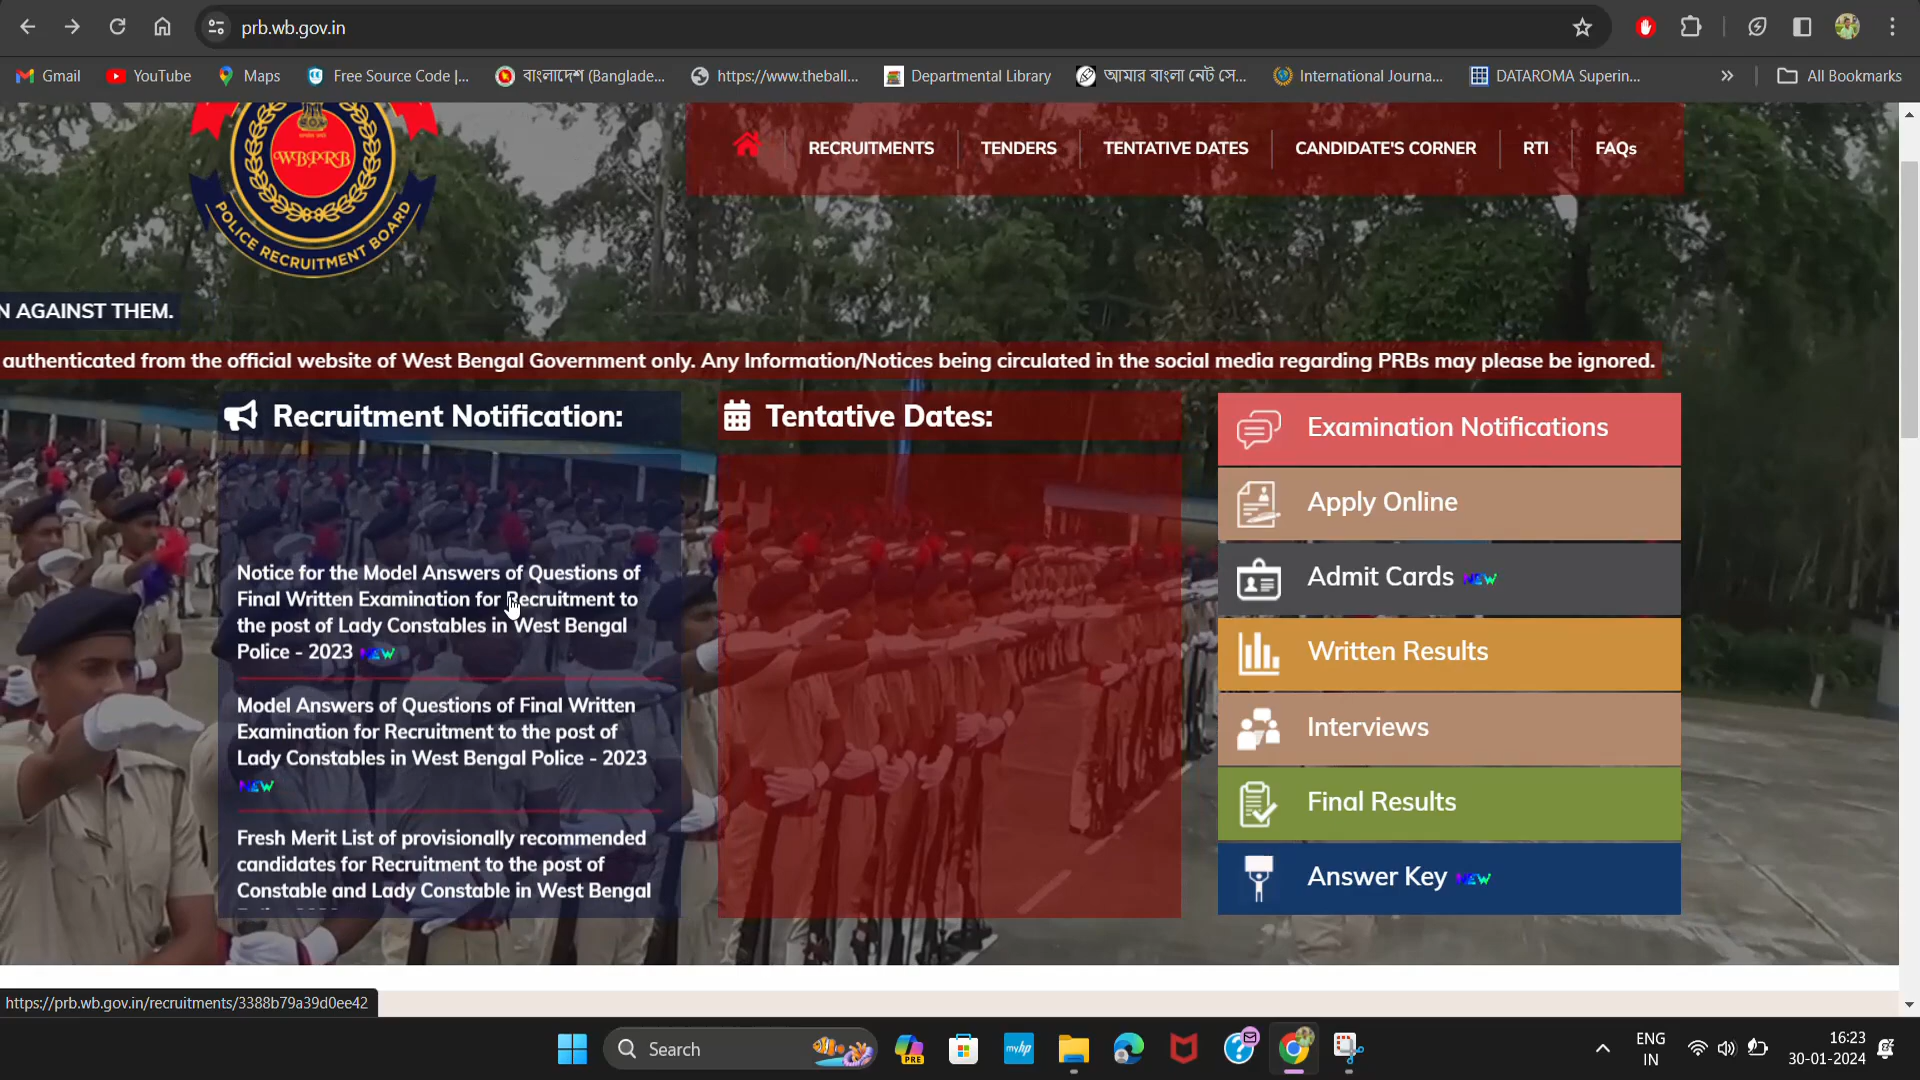 prb.wb.gov.in
Gmail
YouTube
Maps
Free Source Code |...
বাংলাদেশ (Banglade...
https://www.theball...
Departmental Library
আমার বাংলা নেট সে...
International Journa...
DATAROMA Superin...
»
All Bookmarks
RECRUITMENTS
TENDERS
TENTATIVE DATES
CANDIDATE'S CORNER
RTI
FAQs
WBPRB
POLICE RECRUITMENT BOARD
N AGAINST THEM.
authenticated from the official website of West Bengal Government only. Any Information/Notices being circulated in the social media regarding PRBs may please be ignored.
Recruitment Notification:
Notice for the Model Answers of Questions of
Final Written Examination for Recruitment to
the post of Lady Constables in West Bengal
Police - 2023 NEW
Model Answers of Questions of Final Written
Examination for Recruitment to the post of
Lady Constables in West Bengal Police - 2023
NEW
Fresh Merit List of provisionally recommended
candidates for Recruitment to the post of
Constable and Lady Constable in West Bengal
Tentative Dates:
Examination Notifications
Apply Online
Admit Cards NEW
Written Results
Interviews
Final Results
Answer Key NEW
https://prb.wb.gov.in/recruitments/3388b79a39d0ee42
Search
PRE
myhp
ENG
IN
16:23
30-01-2024